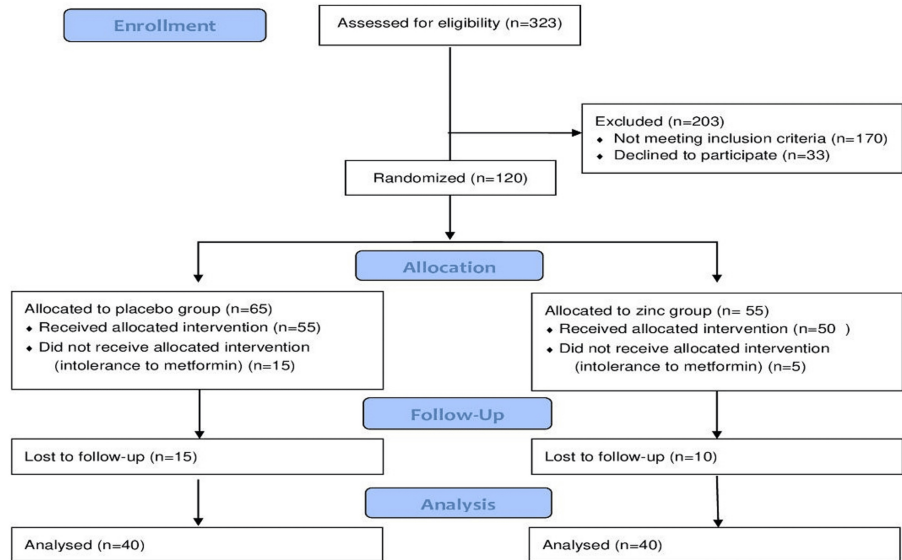 Enrollment
Assessed for eligibility (n=323)
Excluded (n=203)
⬥ Not meeting inclusion criteria (n=170)
⬥ Declined to participate (n=33)
Randomized (n=120)
Allocation
Allocated to placebo group (n=65)
⬥ Received allocated intervention (n=55)
⬥ Did not receive allocated intervention
(intolerance to metformin) (n=15)
Allocated to zinc group (n= 55)
⬥ Received allocated intervention (n=50 )
⬥ Did not receive allocated intervention
(intolerance to metformin) (n=5)
Follow-Up
Lost to follow-up (n=15)
Lost to follow-up (n=10)
Analysis
Analysed (n=40)
Analysed (n=40)